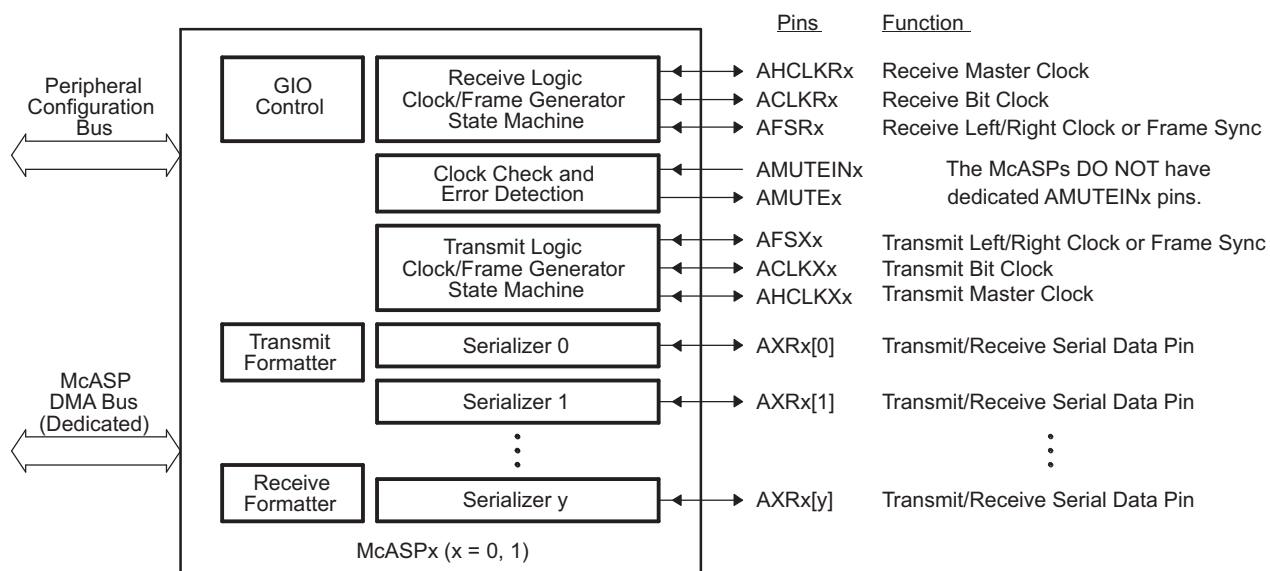 Pins Function
Peripheral
Configuration
Bus
GIO
Control
Receive Logic
Clock/Frame Generator
State Machine
AHCLKRx Receive Master Clock
ACLKRx Receive Bit Clock
AFSRx Receive Left/Right Clock or Frame Sync
Clock Check and
Error Detection
AMUTEINx
AMUTEx
The McASPs DO NOT have
dedicated AMUTEINx pins.
Transmit Logic
Clock/Frame Generator
State Machine
AFSXx Transmit Left/Right Clock or Frame Sync
ACLKXx Transmit Bit Clock
AHCLKXx Transmit Master Clock
Transmit
Formatter
Serializer 0
AXRx[0] Transmit/Receive Serial Data Pin
McASP
DMA Bus
(Dedicated)
Serializer 1
AXRx[1] Transmit/Receive Serial Data Pin
Receive
Formatter
Serializer y
AXRx[y] Transmit/Receive Serial Data Pin
McASPx (x = 0, 1)